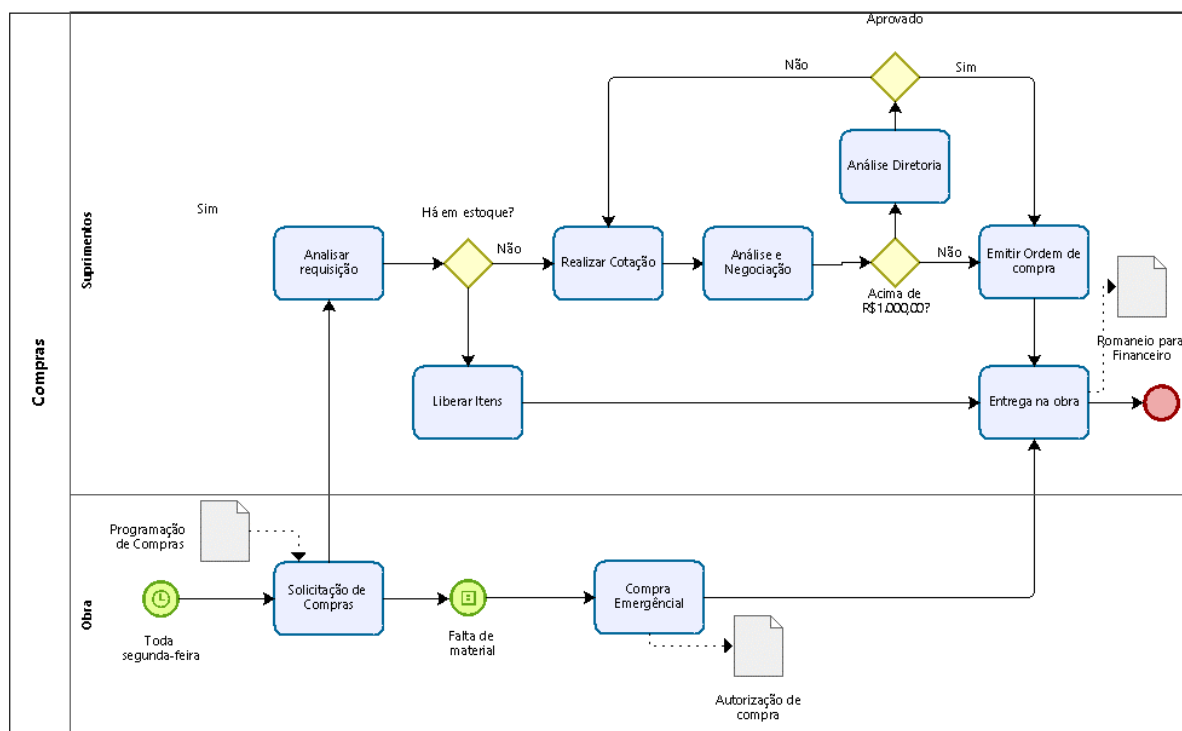 Compras
Suprimentos
Aprovado
Não
Sim
Análise Diretoria
Sim
Há em estoque?
Analisar
requisição
Não
Realizar Cotação
Análise e
Negociação
Não
Emitir Ordem de
compra
Acima de
R$1.000,00?
Romaneio para
Financeiro
Liberar Itens
Entrega na obra
Obra
Programação
de Compras
Solicitação de
Compras
Compra
Emergêncial
Toda
segunda-feira
Falta de
material
Autorização de
compra